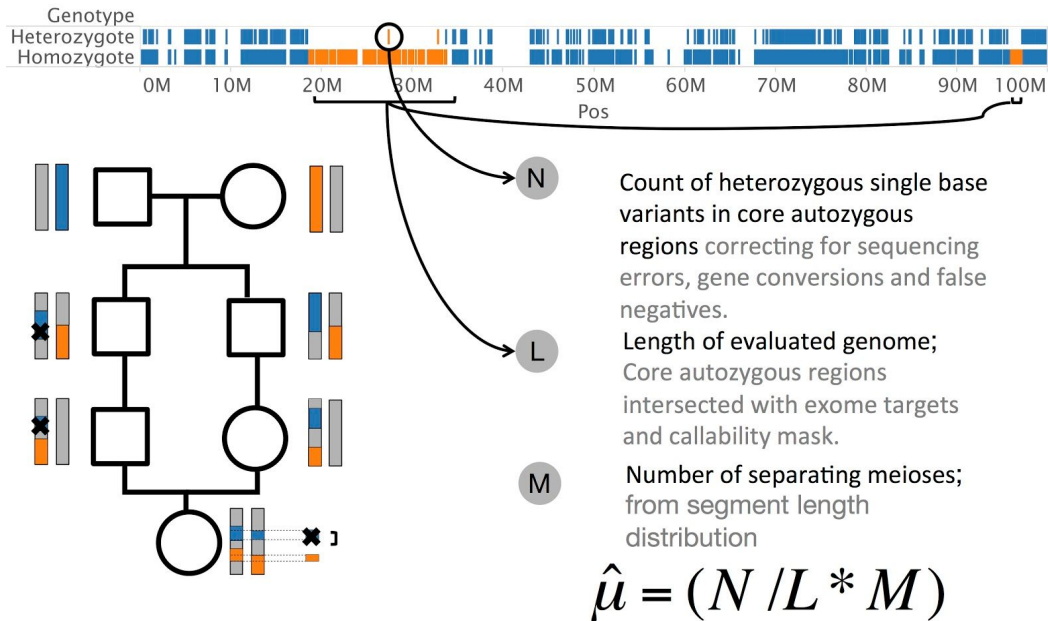 Genotype
Heterozygote
Homozygote
0M 10M 20M 30M 40M 50M 60M 70M 80M 90M 100M
Pos
N
Count of heterozygous single base
variants in core autozygous
regions correcting for sequencing
errors, gene conversions and false
negatives.
L
Length of evaluated genome;
Core autozygous regions
intersected with exome targets
and callability mask.
M
Number of separating meioses;
from segment length
distribution
μ̂ = (N /L * M)